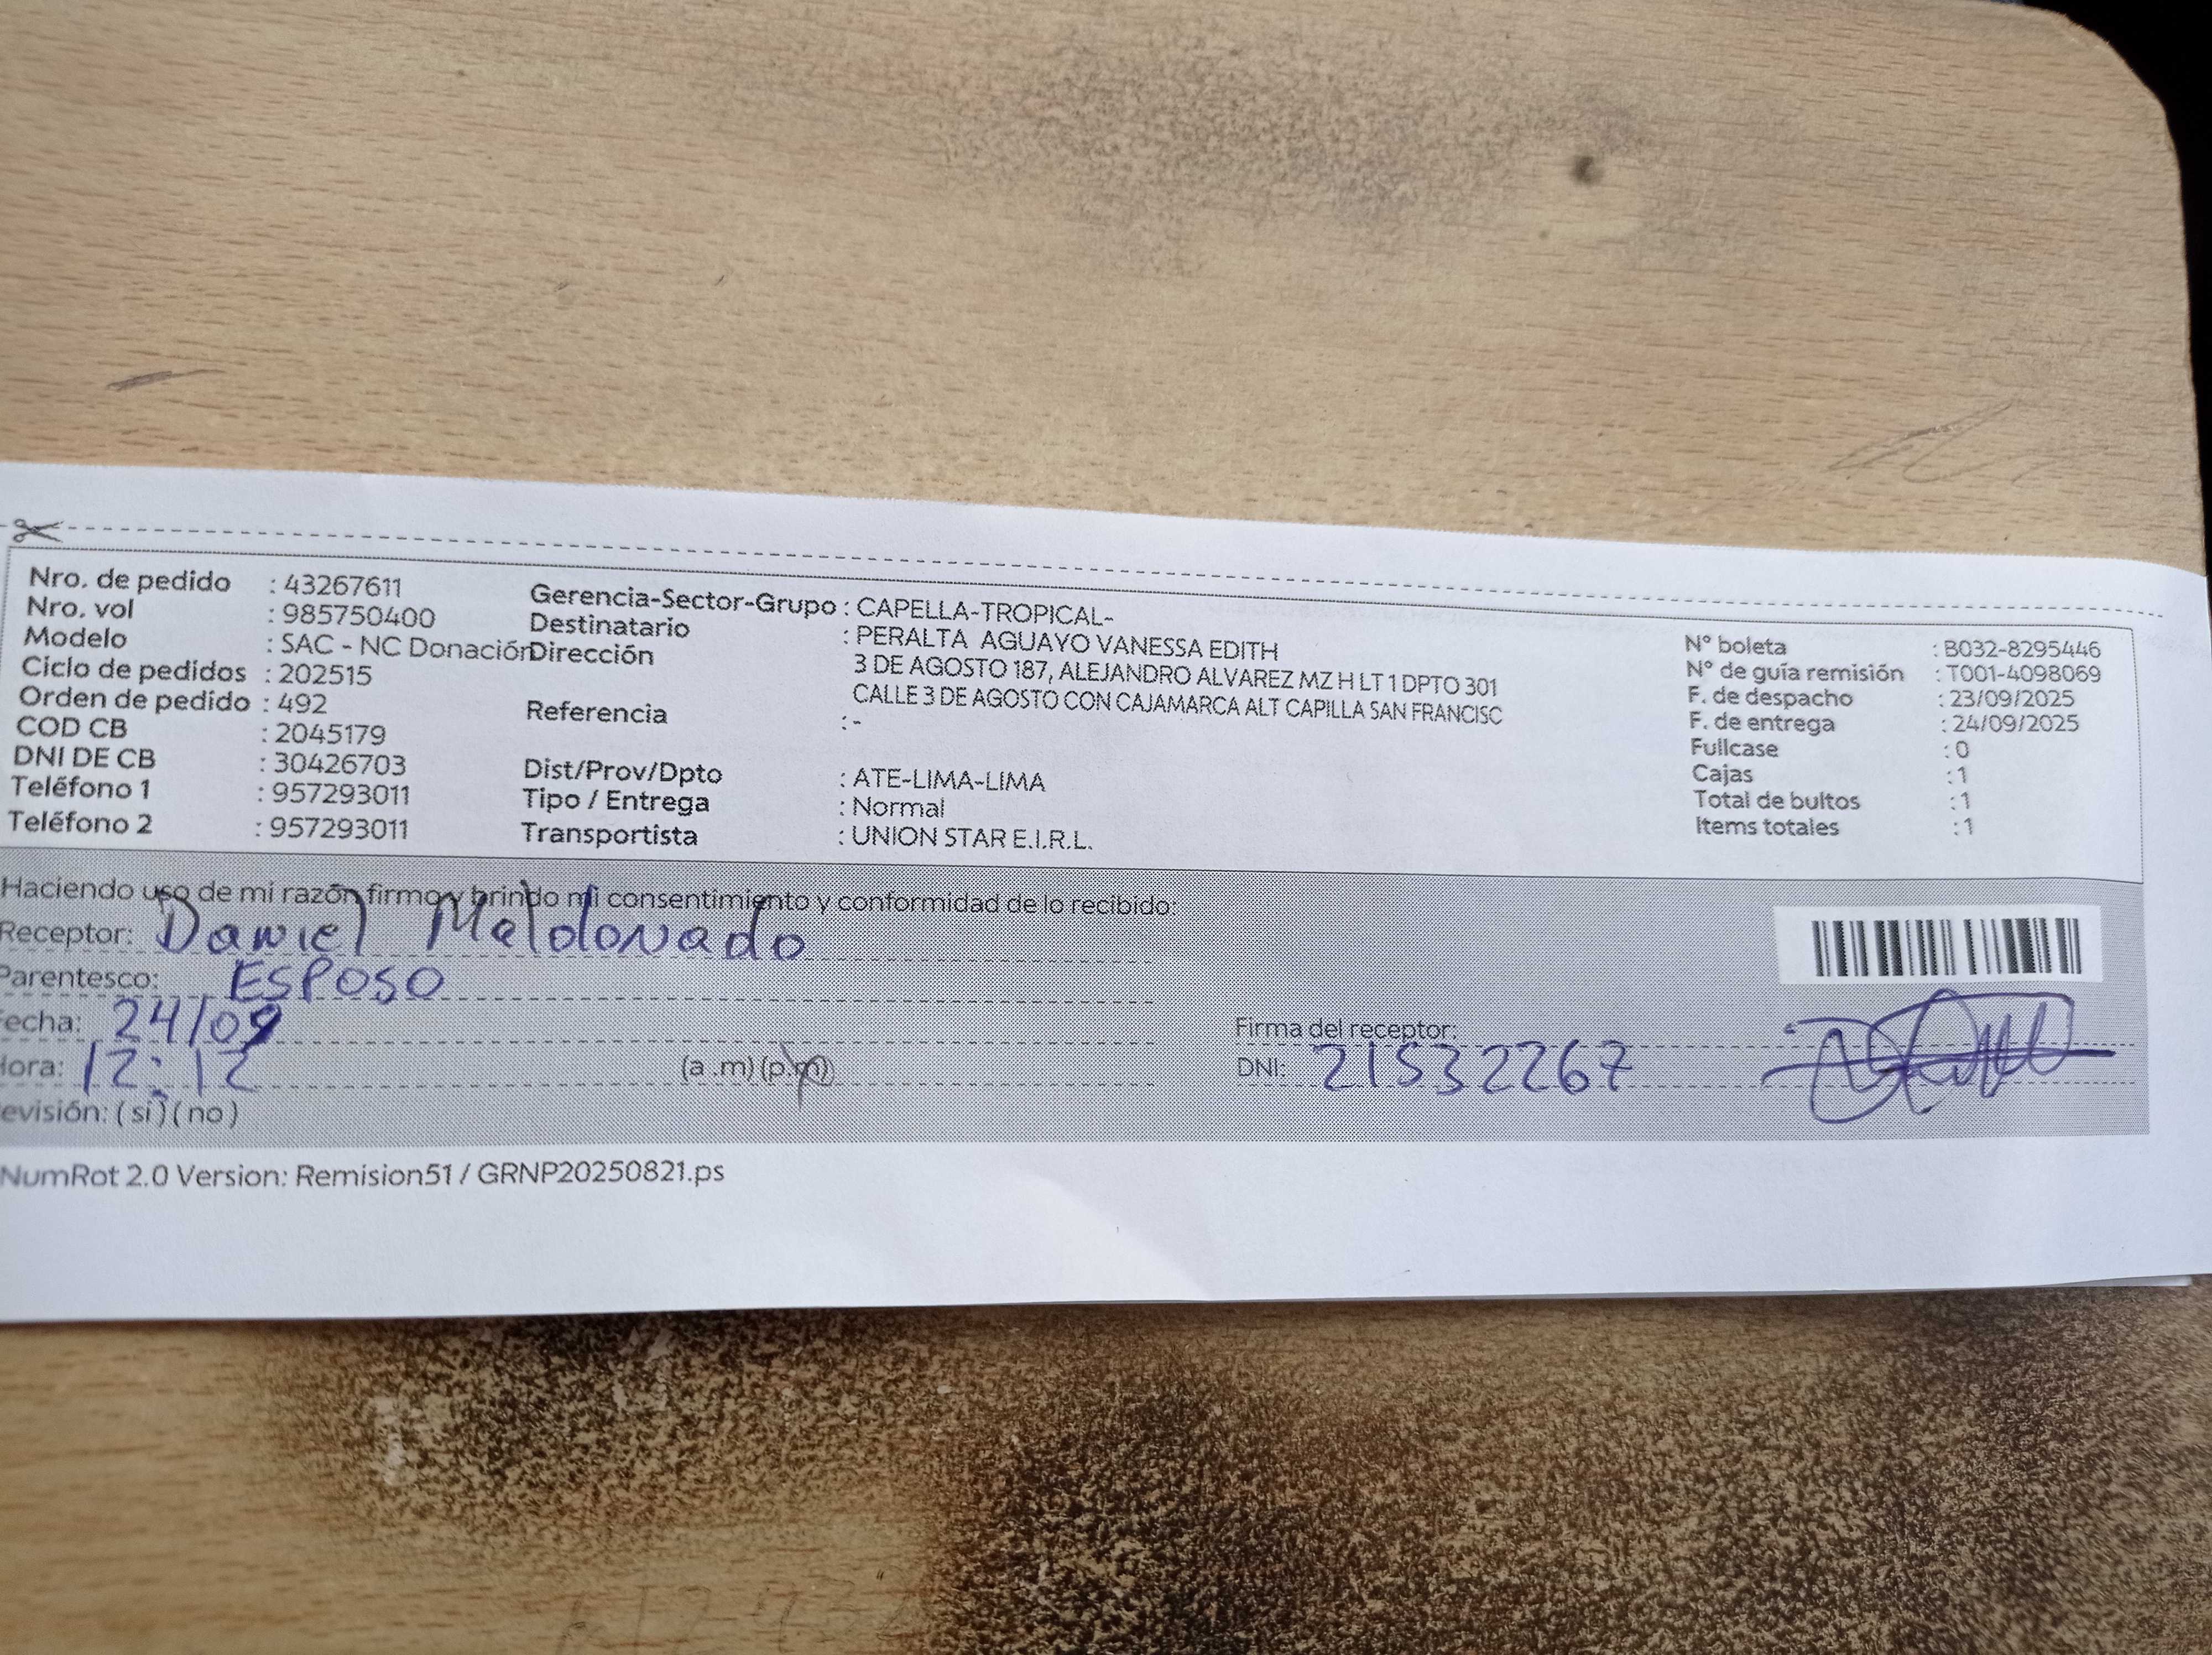 Nro. de pedido : 43267611
Nro. vol : 985750400
Modelo : SAC - NC Donación
Ciclo de pedidos : 202515
Orden de pedido : 492
COD CB : 2045179
DNI DE CB : 30426703
Teléfono 1 : 957293011
Teléfono 2 : 957293011
Gerencia-Sector-Grupo : CAPELLA-TROPICAL-
Destinatario : PERALTA AGUAYO VANESSA EDITH
Dirección 3 DE AGOSTO 187, ALEJANDRO ALVAREZ MZ H LT 1 DPTO 301
CALLE 3 DE AGOSTO CON CAJAMARCA ALT CAPILLA SAN FRANCISC
Referencia : -
Dist/Prov/Dpto : ATE-LIMA-LIMA
Tipo / Entrega : Normal
Transportista : UNION STAR E.I.R.L.
N° boleta : B032-8295446
N° de guía remisión : T001-4098069
F. de despacho : 23/09/2025
F. de entrega : 24/09/2025
Fullcase : 0
Cajas : 1
Total de bultos : 1
Items totales : 1
Haciendo uso de mi razón firmo y brindo mi consentimiento y conformidad de lo recibido:
Receptor: Daniel Maldonado
Parentesco: ESPOSO
Fecha: 24/09
Hora: 12:12 (a .m) (p.m)
evisión: ( si ) ( no )
Firma del receptor:
DNI: 21532267
NumRot 2.0 Version: Remision51 / GRNP20250821.ps